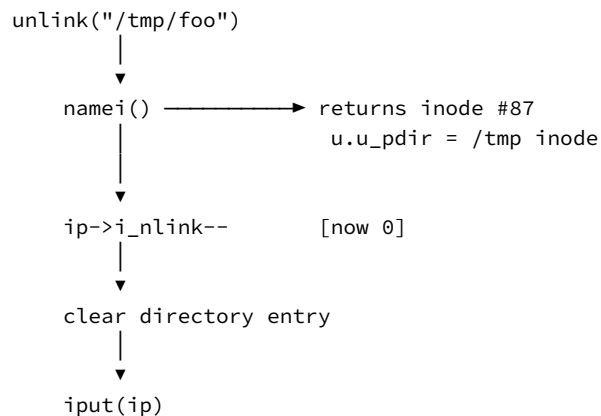 unlink("/tmp/foo")
namei() returns inode #87
u.u_pdir = /tmp inode
ip->i_nlink-- [now 0]
clear directory entry
iput(ip)